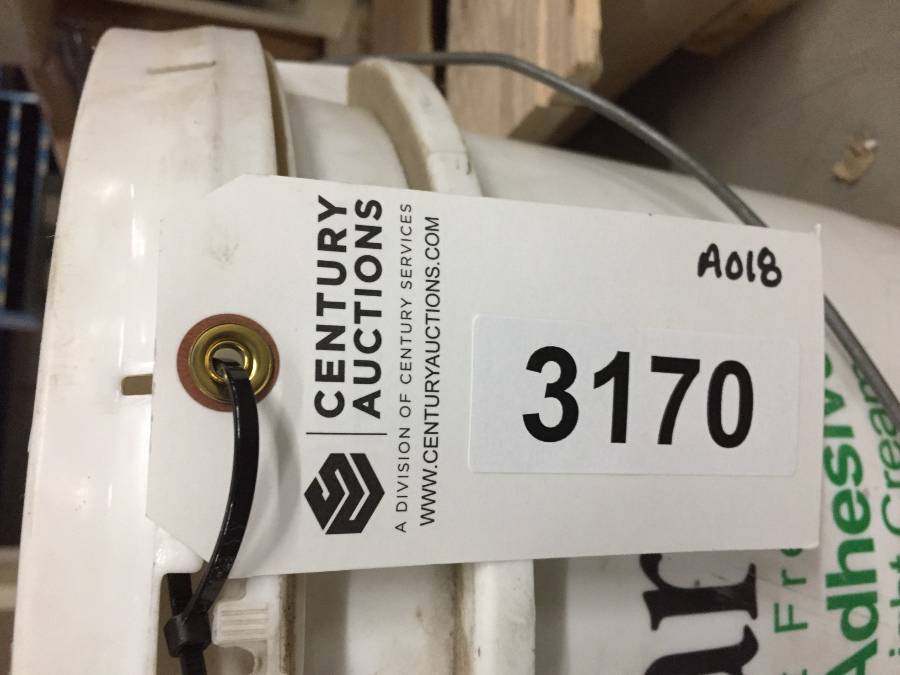 CENTURY
AUCTIONS
A DIVISION OF CENTURY SERVICES
WWW.CENTURYAUCTIONS.COM
A018
3170
Adhesive